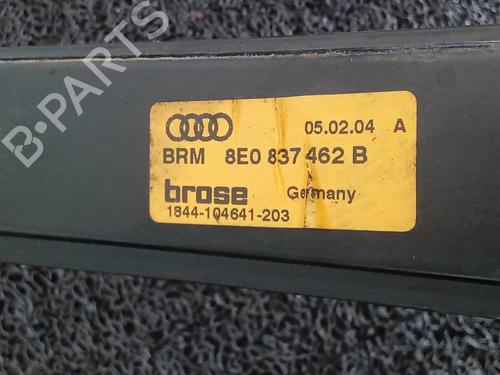 B-PARTS
05.02.04 A
BRM 8E0 837 462 B
brose Germany
1844-104641-203